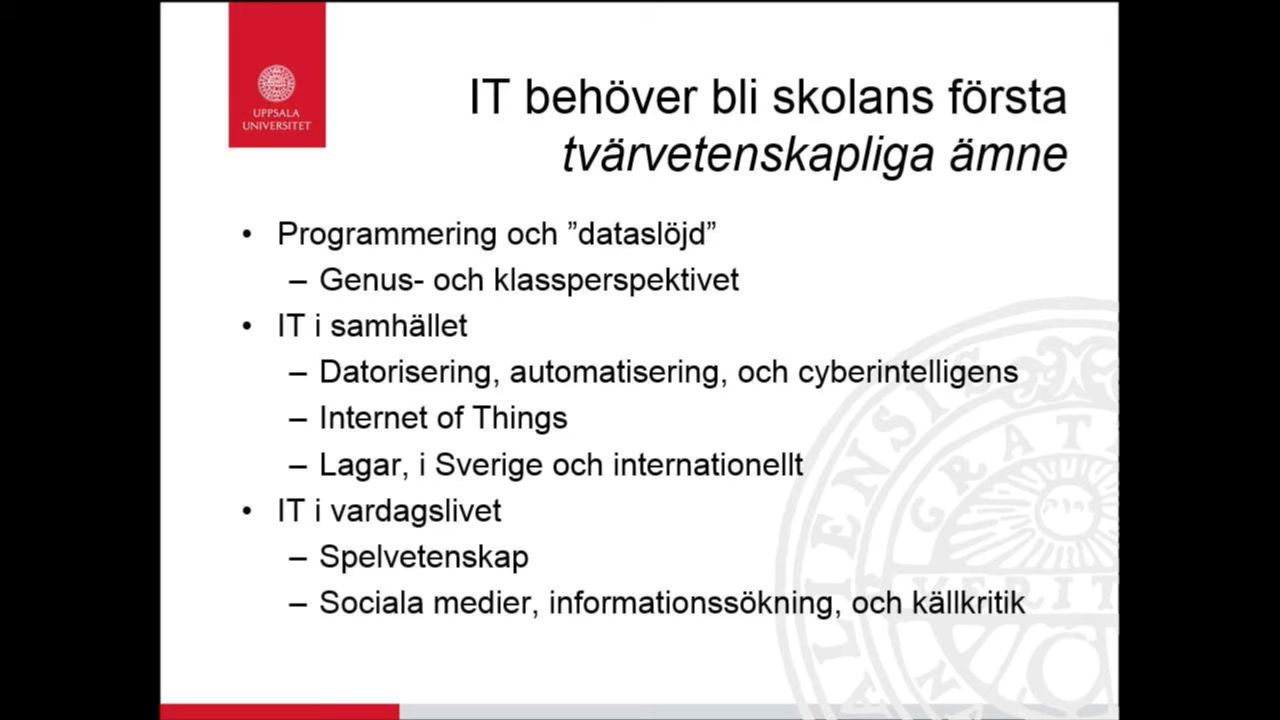 UPPSALA
UNIVERSITET
IT behöver bli skolans första
tvärvetenskapliga ämne
• Programmering och ”dataslöjd”
– Genus- och klassperspektivet
• IT i samhället
– Datorisering, automatisering, och cyberintelligens
– Internet of Things
– Lagar, i Sverige och internationellt
• IT i vardagslivet
– Spelvetenskap
– Sociala medier, informationssökning, och källkritik